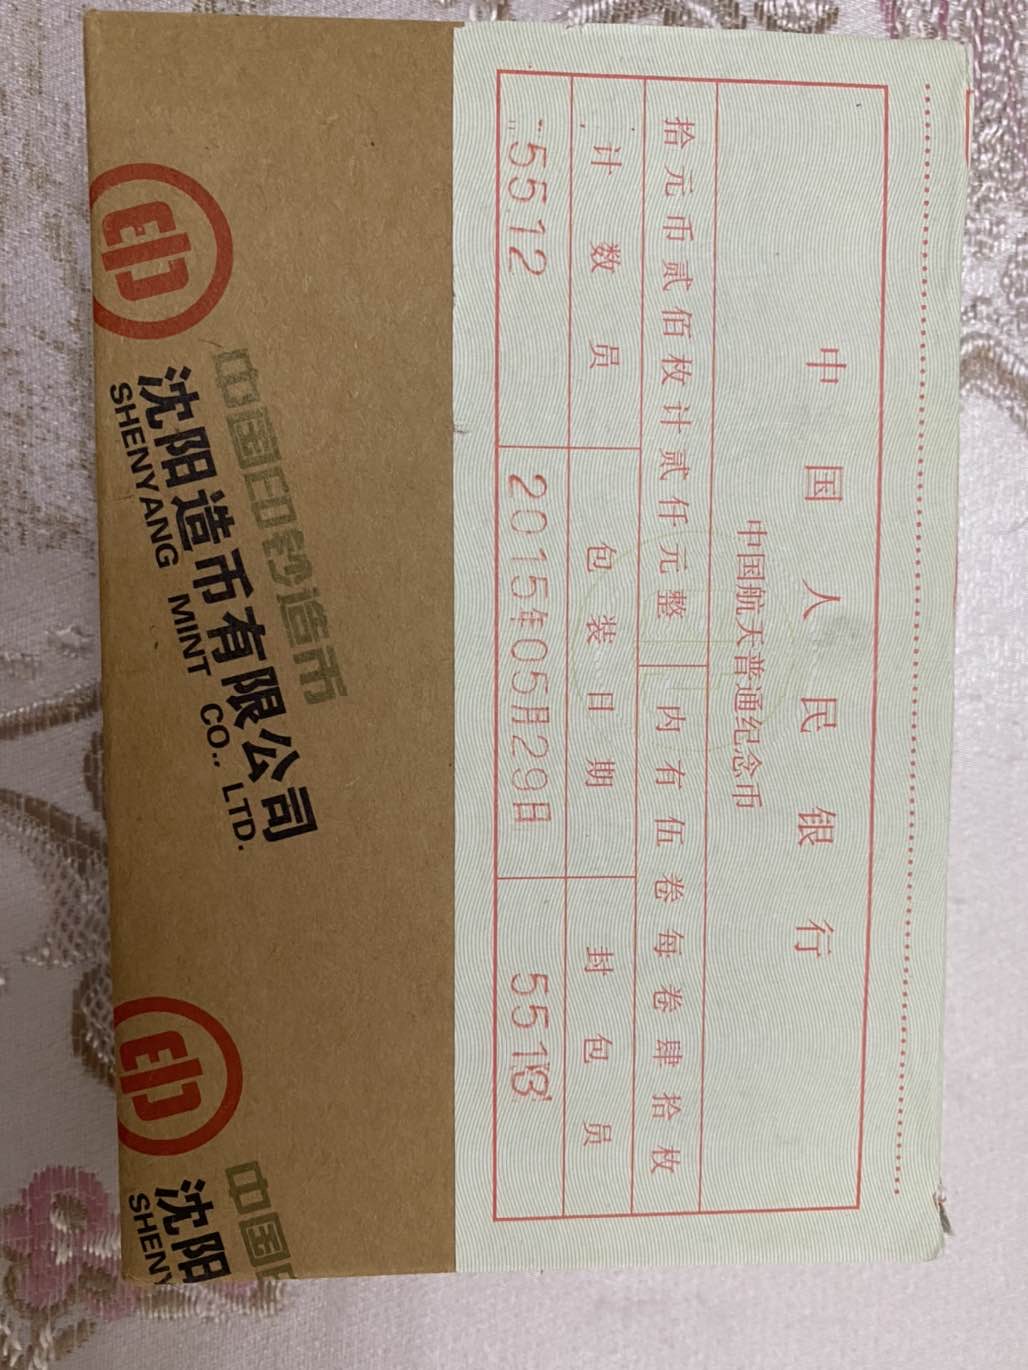 中国人民银行
中国航天普通纪念币
拾元币贰佰枚计贰仟元整 内有伍卷每卷肆拾枚
计数员 包装日期 封包员
5512 2015年05月29日 5518
中国印钞造币
沈阳造币有限公司
SHENYANG MINT CO., LTD.
中国
沈阳
SHENY